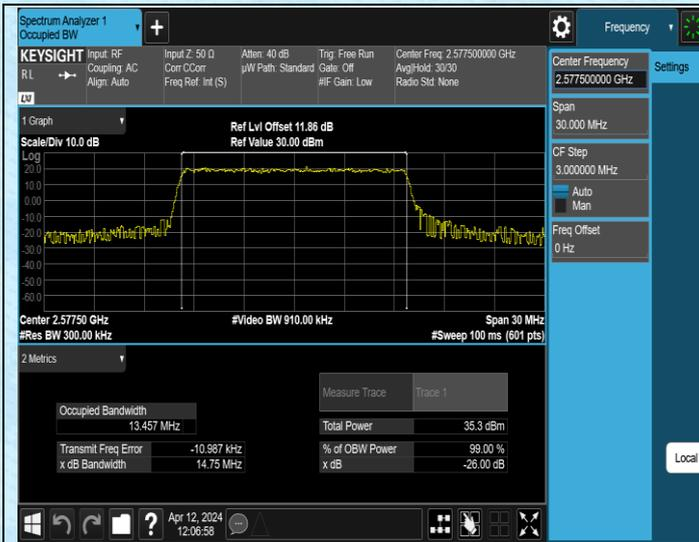 Spectrum Analyzer 1
Occupied BW
+
Frequency
KEYSIGHT
RL
LXI
Input: RF
Coupling: AC
Align: Auto
Input Z: 50 Ω
Corr CCorr
Freq Ref: Int (S)
Atten: 40 dB
µW Path: Standard
Trig: Free Run
Gate: Off
#IF Gain: Low
Center Freq: 2.577500000 GHz
Avg|Hold: 30/30
Radio Std: None
Center Frequency
2.577500000 GHz
Settings
Span
30.000 MHz
CF Step
3.000000 MHz
Auto
Man
Freq Offset
0 Hz
Local
1 Graph
Scale/Div 10.0 dB
Ref Lvl Offset 11.86 dB
Ref Value 30.00 dBm
Log
20.0
10.0
0.00
-10.0
-20.0
-30.0
-40.0
-50.0
-60.0
Center 2.57750 GHz
#Res BW 300.00 kHz
#Video BW 910.00 kHz
Span 30 MHz
#Sweep 100 ms (601 pts)
2 Metrics
Measure Trace Trace 1
Occupied Bandwidth
13.457 MHz
Total Power 35.3 dBm
Transmit Freq Error -10.987 kHz
x dB Bandwidth 14.75 MHz
% of OBW Power 99.00 %
x dB -26.00 dB
?
Apr 12, 2024
12:06:58